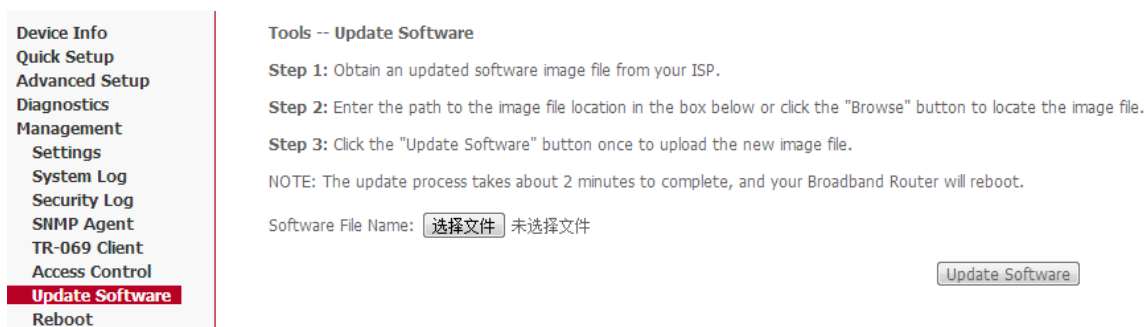 Device Info
Quick Setup
Advanced Setup
Diagnostics
Management
Settings
System Log
Security Log
SNMP Agent
TR-069 Client
Access Control
Update Software
Reboot
Tools -- Update Software
Step 1: Obtain an updated software image file from your ISP.
Step 2: Enter the path to the image file location in the box below or click the "Browse" button to locate the image file.
Step 3: Click the "Update Software" button once to upload the new image file.
NOTE: The update process takes about 2 minutes to complete, and your Broadband Router will reboot.
Software File Name: 选择文件 未选择文件
Update Software